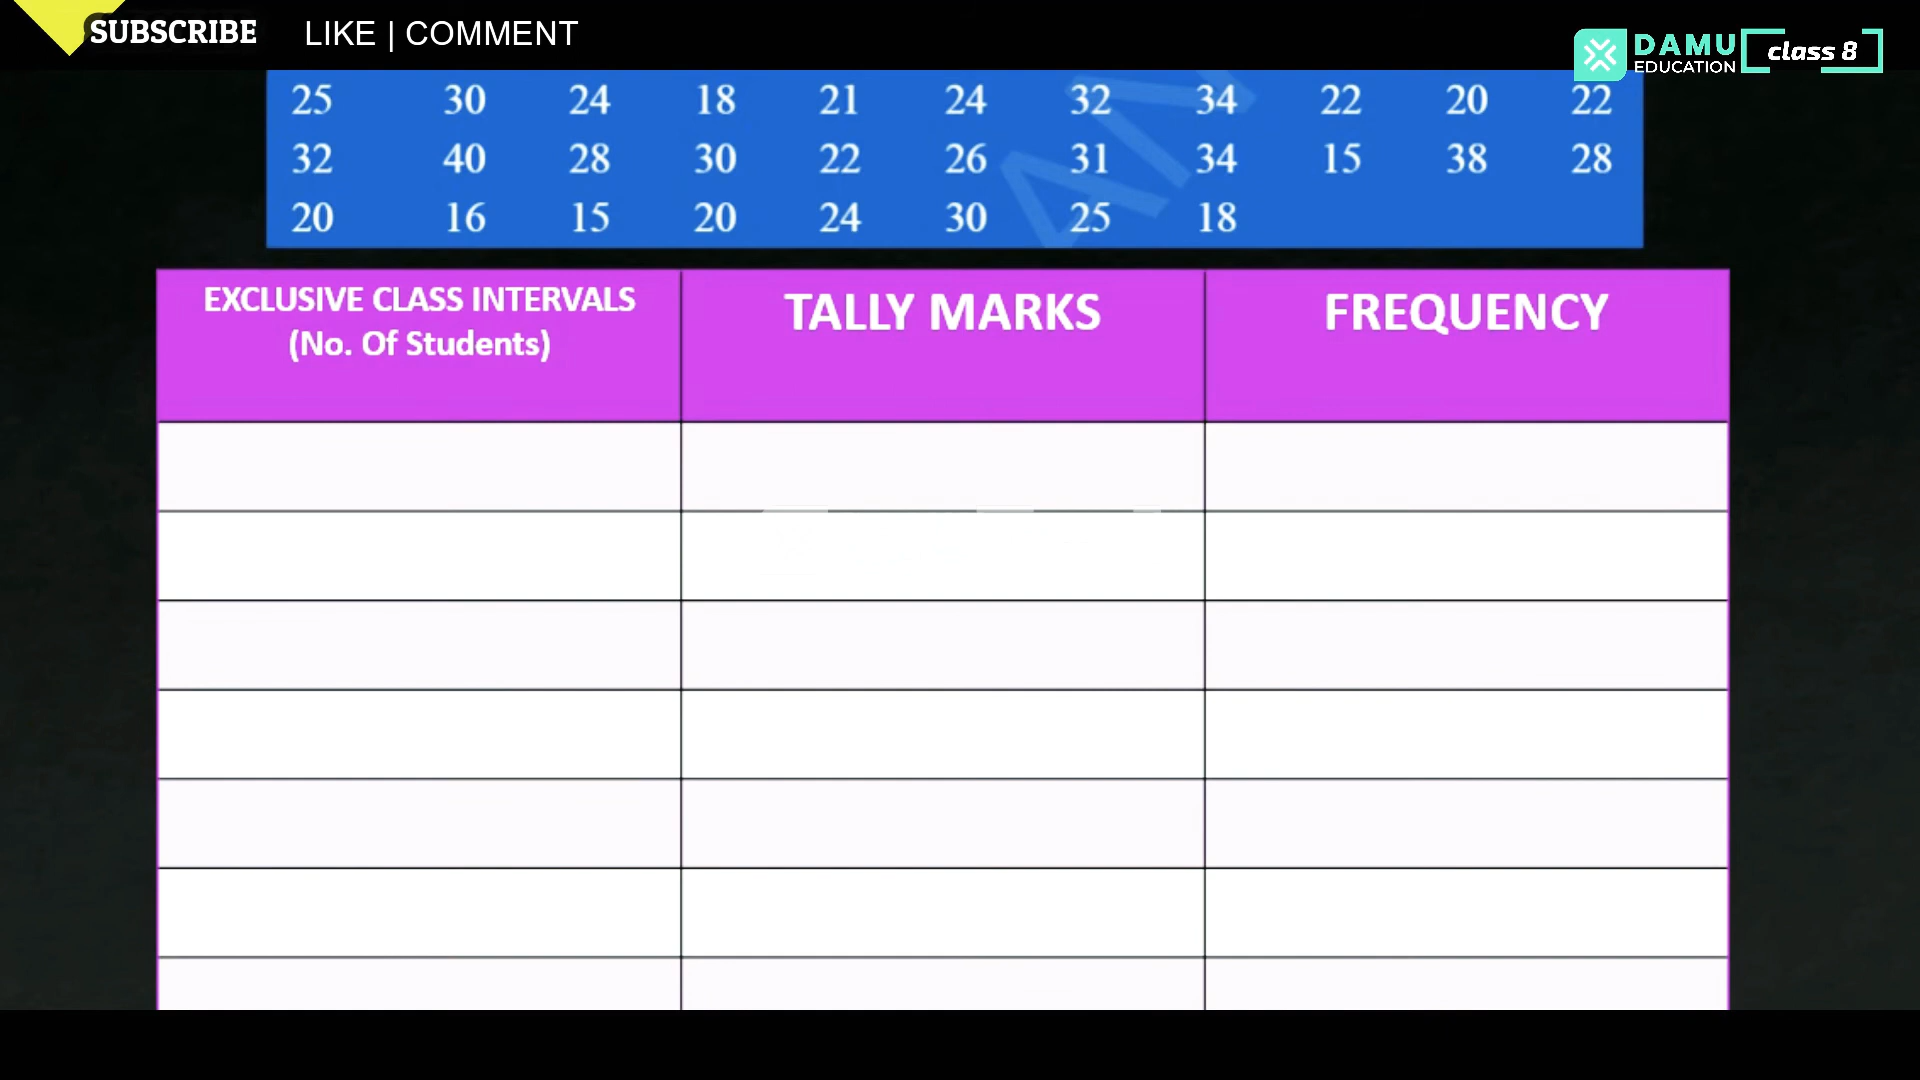 SUBSCRIBE LIKE | COMMENT
DAMU EDUCATION class 8
25 30 24 18 21 24 32 34 22 20 22
32 40 28 30 22 26 31 34 15 38 28
20 16 15 20 24 30 25 18
EXCLUSIVE CLASS INTERVALS
(No. Of Students)
TALLY MARKS
FREQUENCY